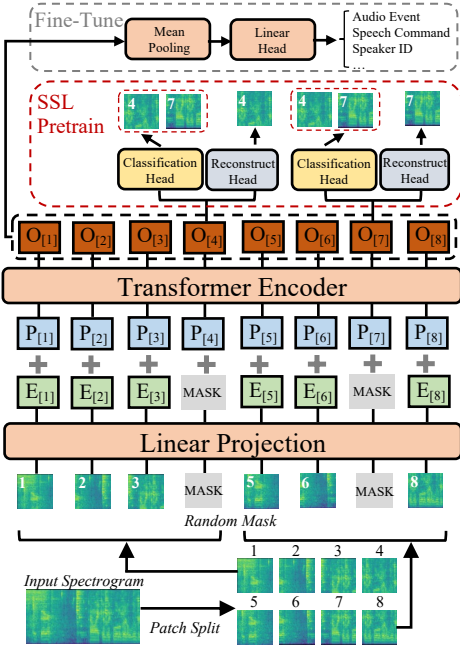 Fine-Tune
Mean Pooling
Linear Head
Audio Event
Speech Command
Speaker ID
...
SSL Pretrain
4 7 4 4 7 7
Classification Head
Reconstruct Head
Classification Head
Reconstruct Head
O[1] O[2] O[3] O[4] O[5] O[6] O[7] O[8]
Transformer Encoder
P[1] P[2] P[3] P[4] P[5] P[6] P[7] P[8]
+ + + + + + + +
E[1] E[2] E[3] MASK E[5] E[6] MASK E[8]
Linear Projection
1 2 3 MASK 5 6 MASK 8
Random Mask
1 2 3 4
Input Spectrogram
5 6 7 8
Patch Split